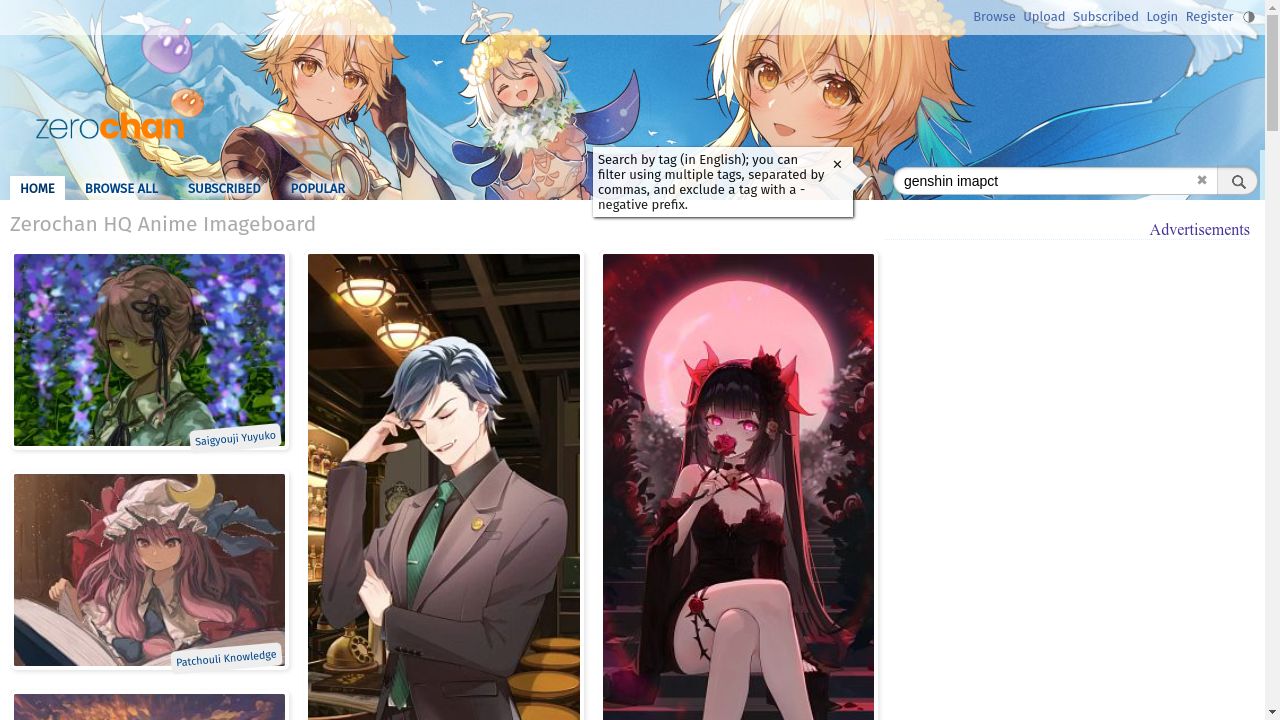 Browse Upload Subscribed Login Register
zerochan
HOME BROWSE ALL SUBSCRIBED POPULAR
Search by tag (in English); you can
filter using multiple tags, separated by
commas, and exclude a tag with a -
negative prefix.
genshin imapct
Zerochan HQ Anime Imageboard
Advertisements
Saigyouji Yuyuko
Patchouli Knowledge